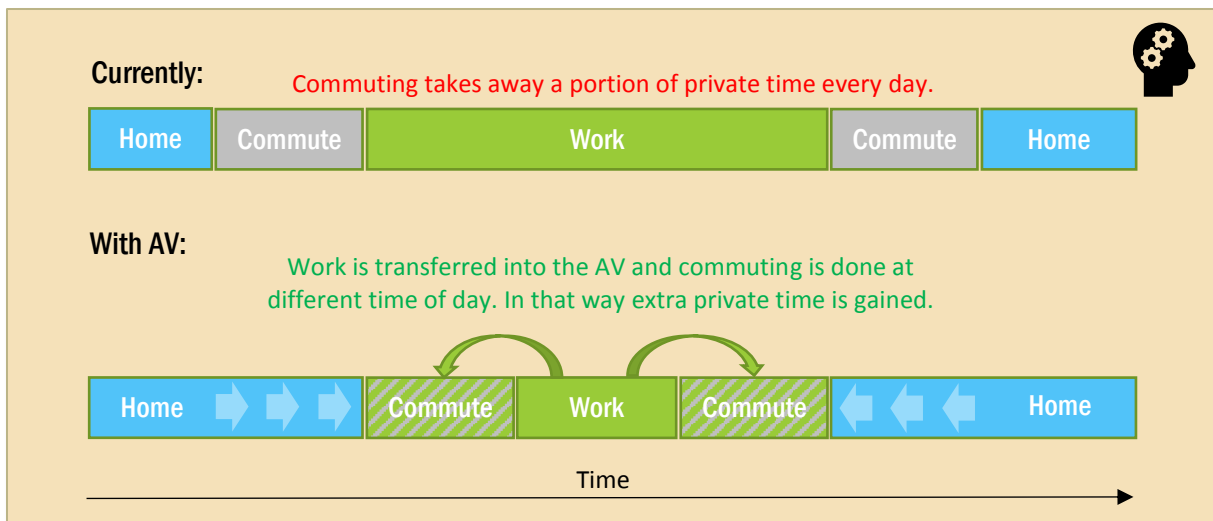 Currently:
Commuting takes away a portion of private time every day.
Home Commute Work Commute Home
With AV:
Work is transferred into the AV and commuting is done at
different time of day. In that way extra private time is gained.
Home Commute Work Commute Home
Time